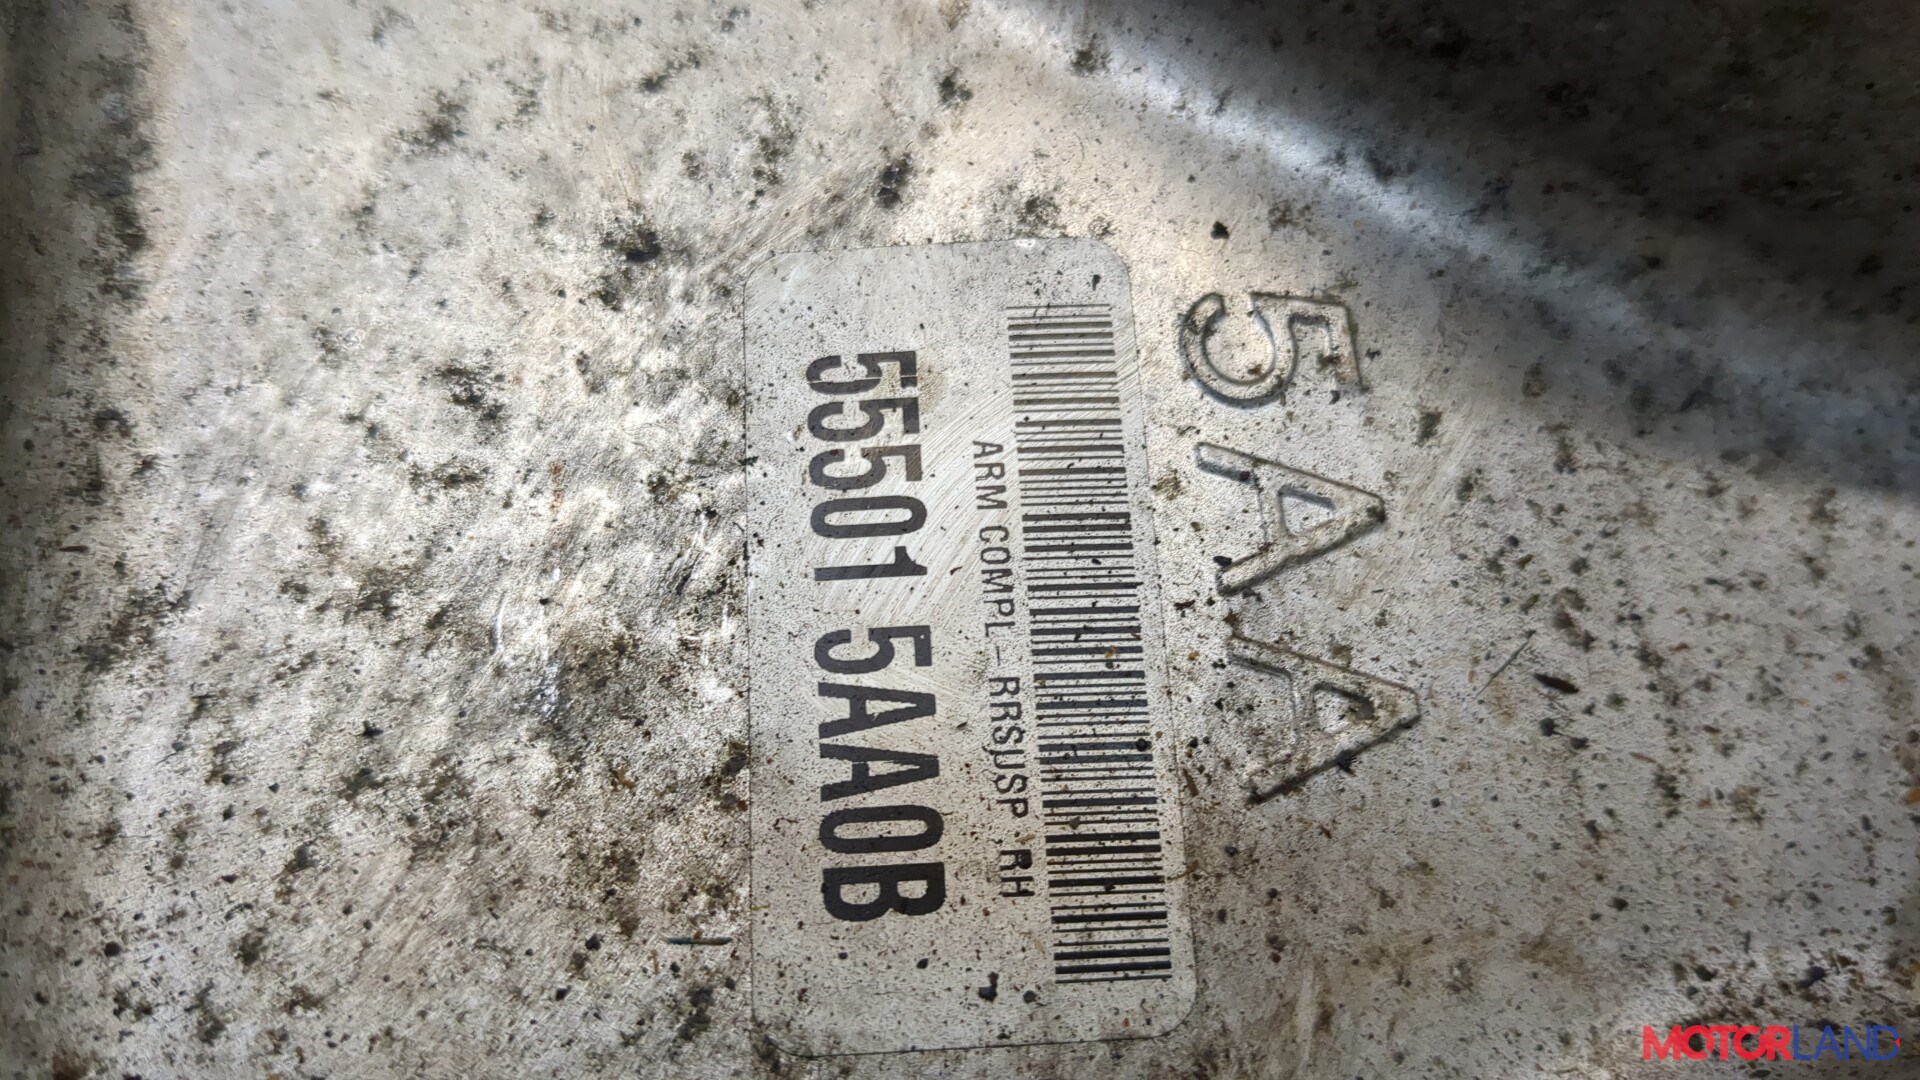 5AA
ARM COMPL-RRSUSP RH
55501 5AA0B
MOTORLAND